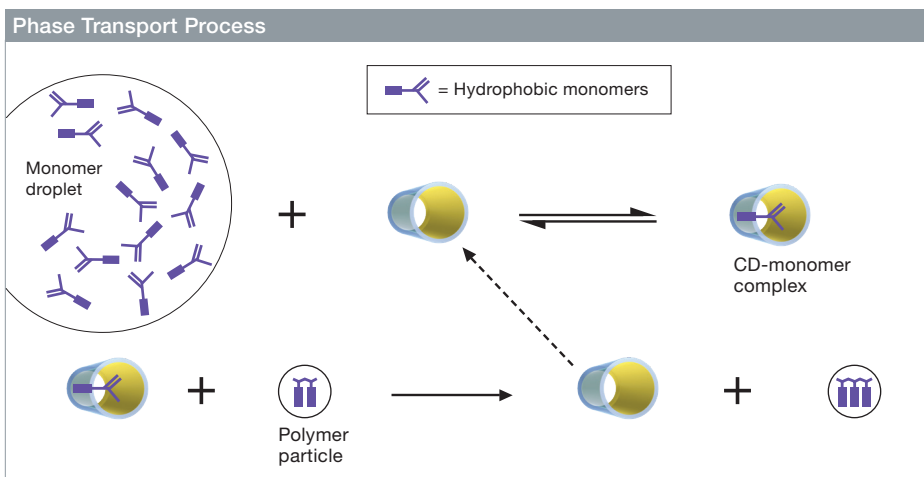 Phase Transport Process
= Hydrophobic monomers
Monomer
droplet
+
CD-monomer
complex
+
+
Polymer
particle